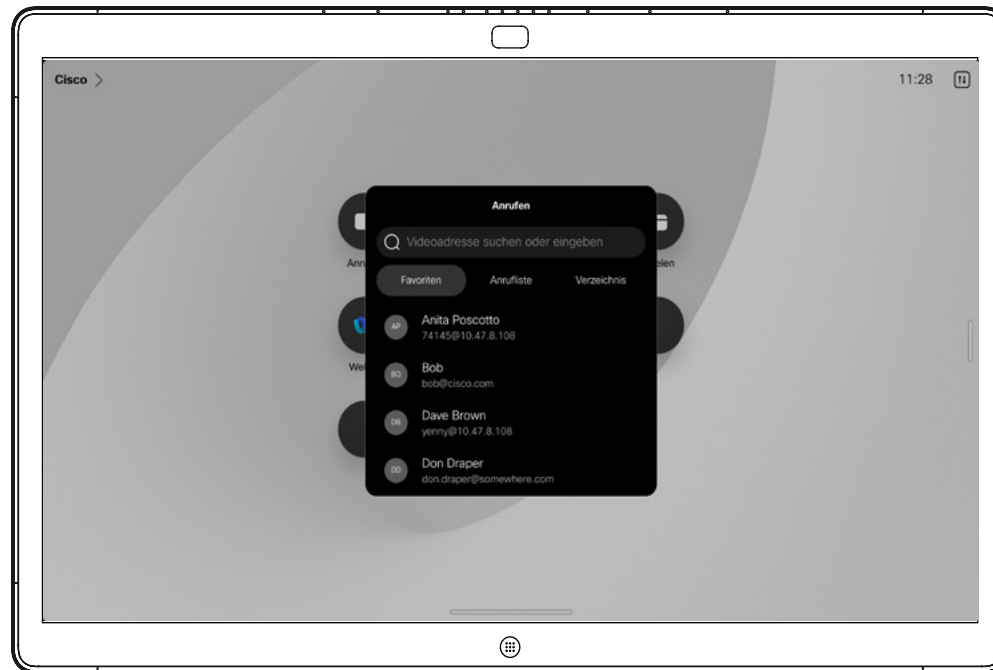 Cisco
11:28
Anrufen
Videoadresse suchen oder eingeben
Favoriten Anrufliste Verzeichnis
AP Anita Poscotto
74145@10.47.8.108
BO Bob
bob@cisco.com
DB Dave Brown
yenny@10.47.8.108
DD Don Draper
don.draper@somewhere.com